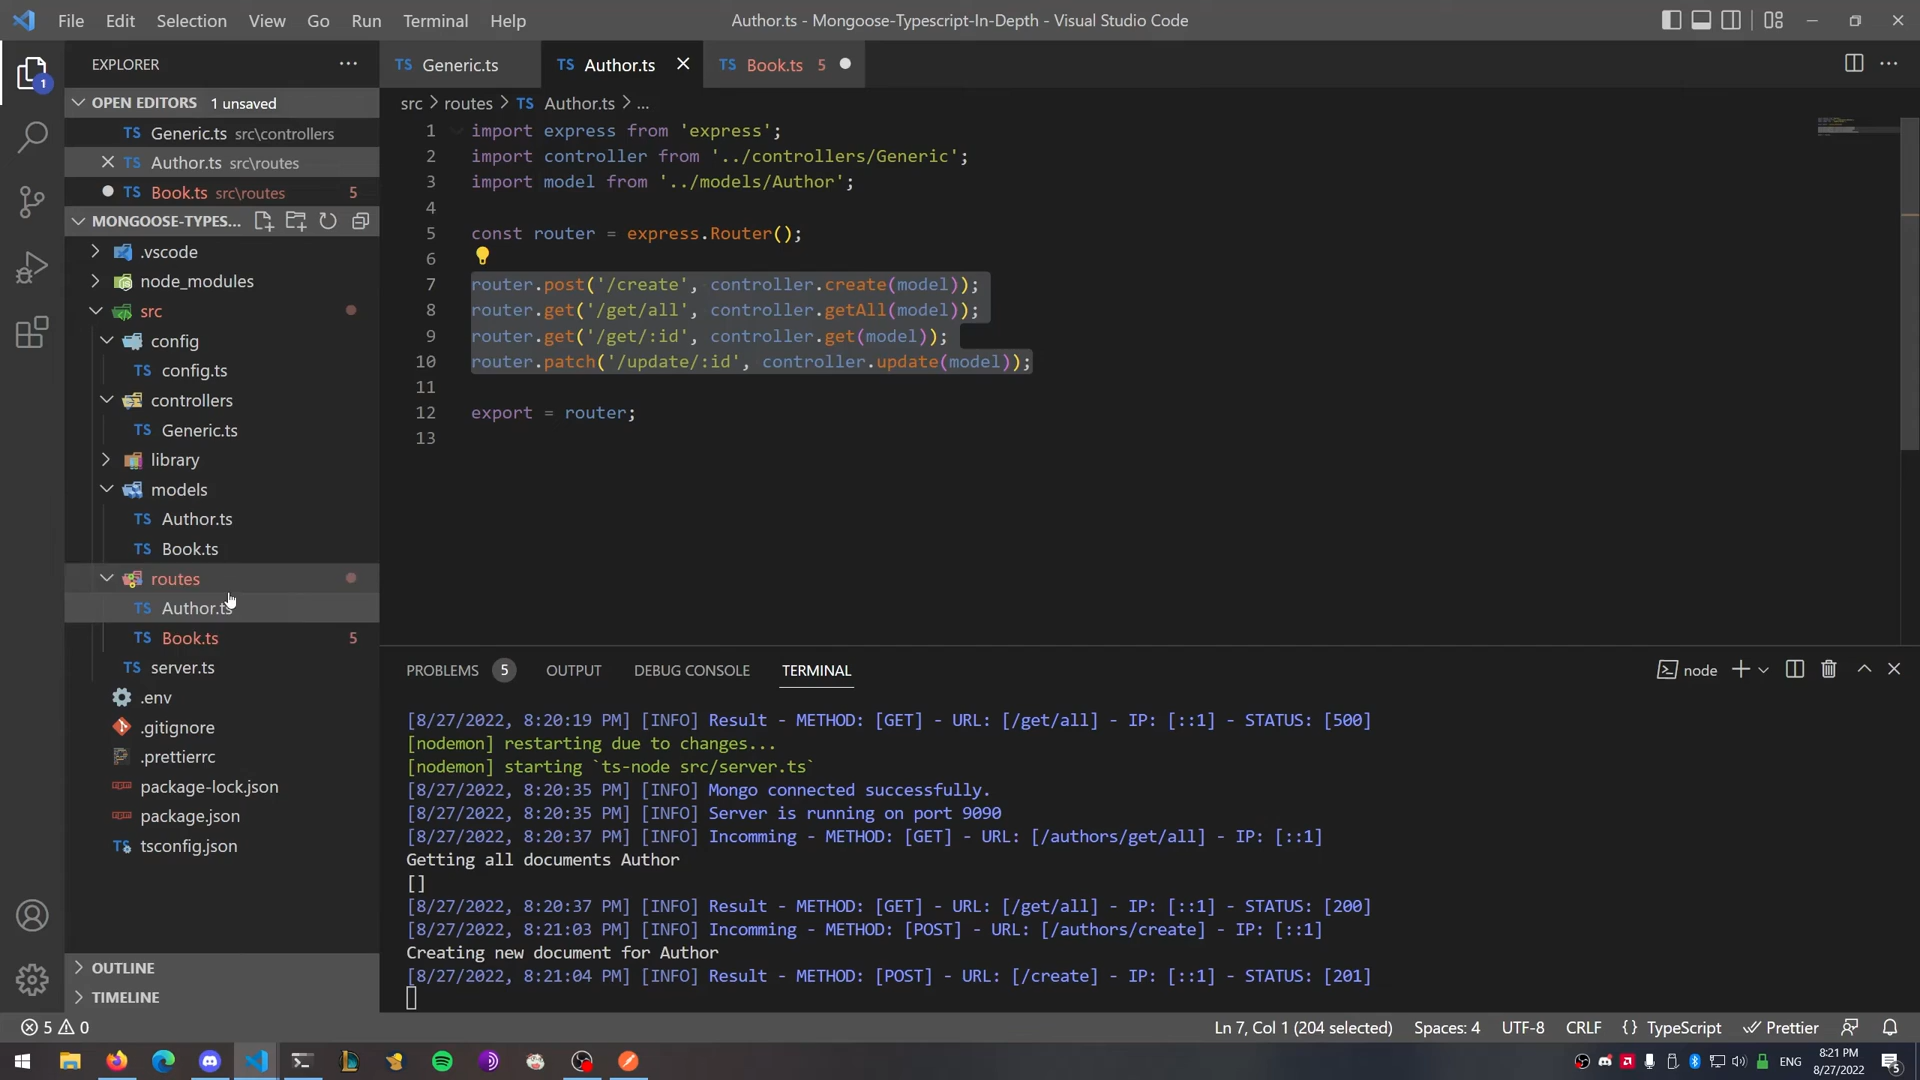 File Edit Selection View Go Run Terminal Help
Author.ts - Mongoose-Typescript-In-Depth - Visual Studio Code
1
EXPLORER
OPEN EDITORS 1 unsaved
TS Generic.ts src\controllers
TS Author.ts src\routes
TS Book.ts src\routes 5
MONGOOSE-TYPES...
.vscode
node_modules
src
config
TS config.ts
controllers
TS Generic.ts
library
models
TS Author.ts
TS Book.ts
routes
TS Author.ts
TS Book.ts 5
TS server.ts
.env
.gitignore
.prettierrc
package-lock.json
package.json
tsconfig.json
OUTLINE
TIMELINE
TS Generic.ts
TS Author.ts
TS Book.ts 5
src > routes > TS Author.ts > ...
1 import express from 'express';
2 import controller from '../controllers/Generic';
3 import model from '../models/Author';
4
5 const router = express.Router();
6
7 router.post('/create', controller.create(model));
8 router.get('/get/all', controller.getAll(model));
9 router.get('/get/:id', controller.get(model));
10 router.patch('/update/:id', controller.update(model));
11
12 export = router;
13
PROBLEMS 5 OUTPUT DEBUG CONSOLE TERMINAL
node
[8/27/2022, 8:20:19 PM] [INFO] Result - METHOD: [GET] - URL: [/get/all] - IP: [::1] - STATUS: [500]
[nodemon] restarting due to changes...
[nodemon] starting `ts-node src/server.ts`
[8/27/2022, 8:20:35 PM] [INFO] Mongo connected successfully.
[8/27/2022, 8:20:35 PM] [INFO] Server is running on port 9090
[8/27/2022, 8:20:37 PM] [INFO] Incomming - METHOD: [GET] - URL: [/authors/get/all] - IP: [::1]
Getting all documents Author
[]
[8/27/2022, 8:20:37 PM] [INFO] Result - METHOD: [GET] - URL: [/get/all] - IP: [::1] - STATUS: [200]
[8/27/2022, 8:21:03 PM] [INFO] Incomming - METHOD: [POST] - URL: [/authors/create] - IP: [::1]
Creating new document for Author
[8/27/2022, 8:21:04 PM] [INFO] Result - METHOD: [POST] - URL: [/create] - IP: [::1] - STATUS: [201]
5 0
Ln 7, Col 1 (204 selected) Spaces: 4 UTF-8 CRLF {} TypeScript Prettier
ENG
8:21 PM
8/27/2022
5